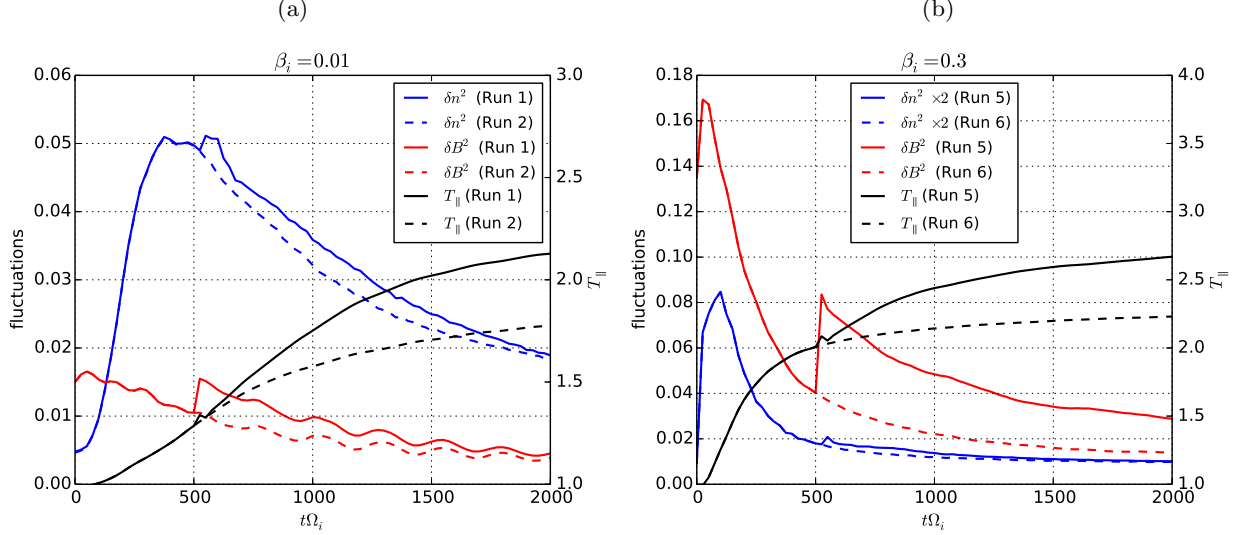 (a)
β_i = 0.01
0.06
0.05
0.04
0.03
0.02
0.01
0.00
fluctuations
3.0
2.5
2.0
1.5
1.0
T_∥
0
500
1000
1500
2000
tΩ_i
δn² (Run 1)
δn² (Run 2)
δB² (Run 1)
δB² (Run 2)
T_∥ (Run 1)
T_∥ (Run 2)
(b)
β_i = 0.3
0.18
0.16
0.14
0.12
0.10
0.08
0.06
0.04
0.02
0.00
fluctuations
4.0
3.5
3.0
2.5
2.0
1.5
1.0
T_∥
0
500
1000
1500
2000
tΩ_i
δn² ×2 (Run 5)
δn² ×2 (Run 6)
δB² (Run 5)
δB² (Run 6)
T_∥ (Run 5)
T_∥ (Run 6)